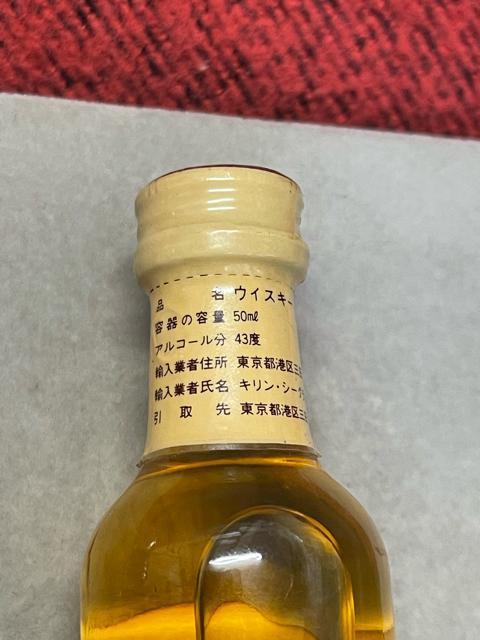 品名 ウイスキー
容器の容量 50mℓ
アルコール分 43度
輸入業者住所 東京都港区三
輸入業者氏名 キリン・シーグ
引取先 東京都港区三